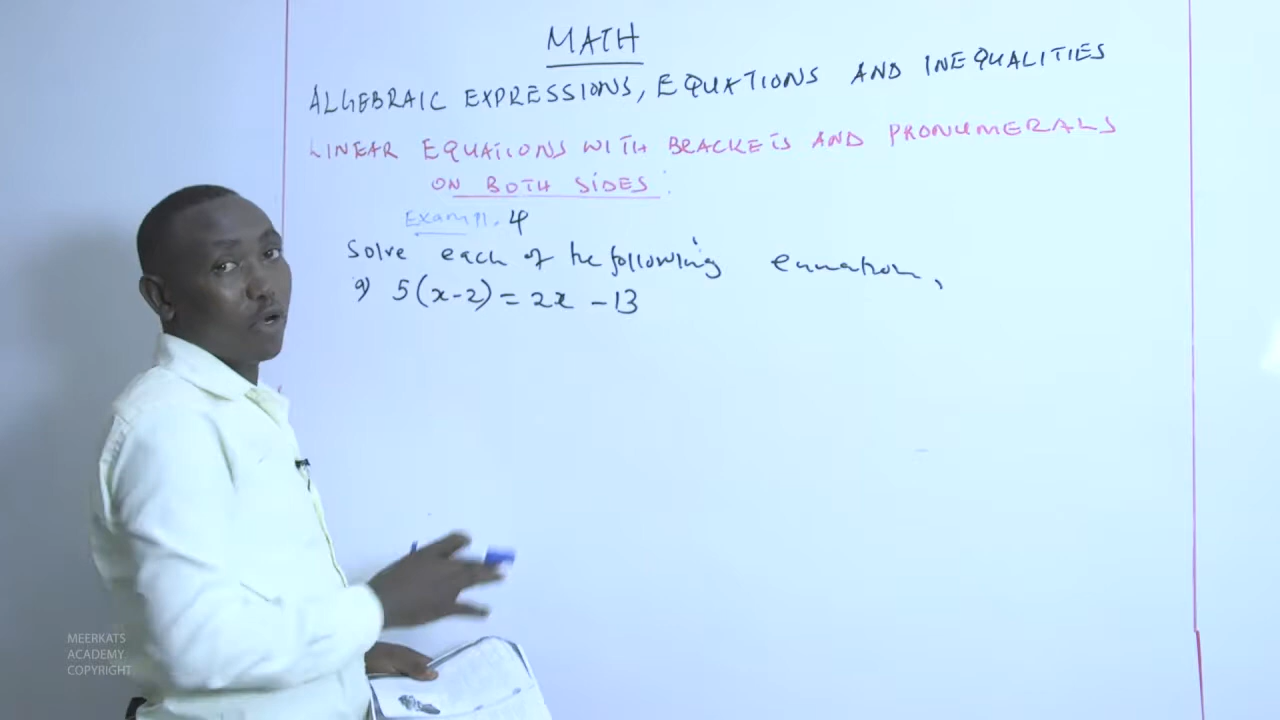 MATH
ALGEBRAIC EXPRESSIONS, EQUATIONS AND INEQUALITIES
LINEAR EQUATIONS WITH BRACKETS AND PRONUMERALS
ON BOTH SIDES:
4
Solve each of the following equation,
a) 5(x-2) = 2x - 13
MEERKATS
ACADEMY
COPYRIGHT